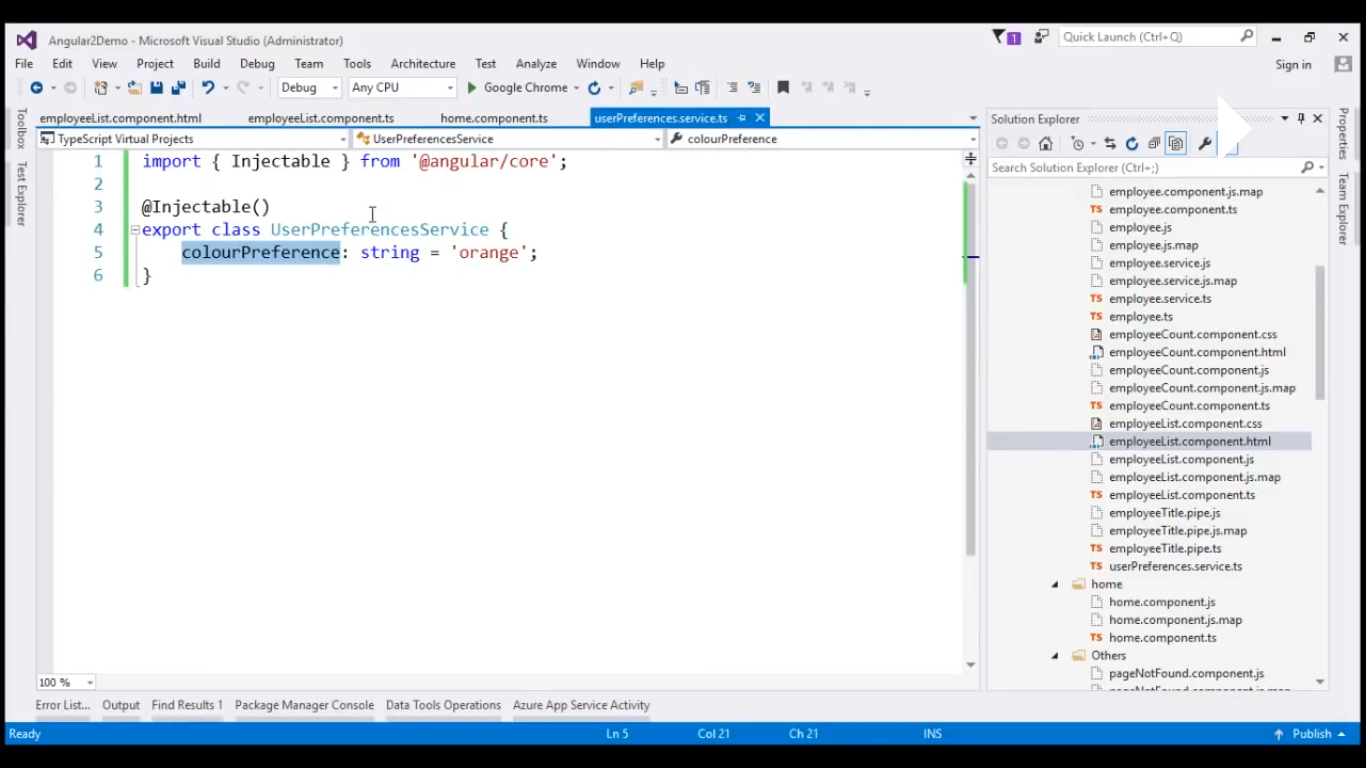 Angular2Demo - Microsoft Visual Studio (Administrator)
1
Quick Launch (Ctrl+Q)
File Edit View Project Build Debug Team Tools Architecture Test Analyze Window Help
Sign in
Debug Any CPU Google Chrome
Toolbox
Test Explorer
employeeList.component.html employeeList.component.ts home.component.ts userPreferences.service.ts
TypeScript Virtual Projects UserPreferencesService colourPreference
1 import { Injectable } from '@angular/core';
2
3 @Injectable()
4 export class UserPreferencesService {
5 colourPreference: string = 'orange';
6 }
100 %
Solution Explorer
Search Solution Explorer (Ctrl+;)
employee.component.js.map
TS employee.component.ts
employee.js
employee.js.map
employee.service.js
employee.service.js.map
TS employee.service.ts
TS employee.ts
employeeCount.component.css
employeeCount.component.html
employeeCount.component.js
employeeCount.component.js.map
TS employeeCount.component.ts
employeeList.component.css
employeeList.component.html
employeeList.component.js
employeeList.component.js.map
TS employeeList.component.ts
employeeTitle.pipe.js
employeeTitle.pipe.js.map
TS employeeTitle.pipe.ts
TS userPreferences.service.ts
home
home.component.js
home.component.js.map
TS home.component.ts
Others
pageNotFound.component.js
Properties
Team Explorer
Error List... Output Find Results 1 Package Manager Console Data Tools Operations Azure App Service Activity
Ready Ln 5 Col 21 Ch 21 INS Publish